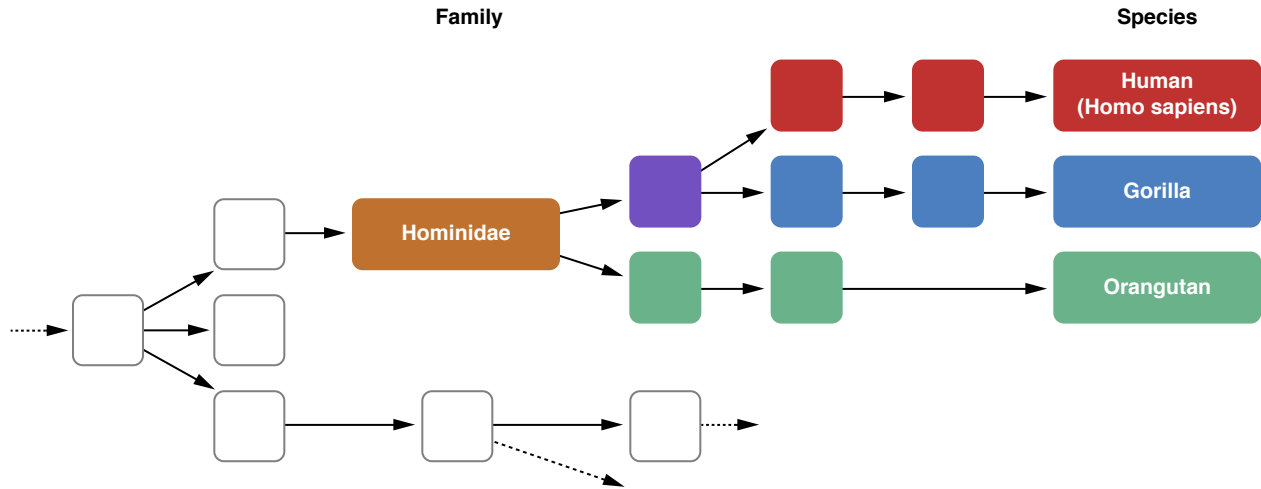 Family
Species
Human
(Homo sapiens)
Gorilla
Hominidae
Orangutan